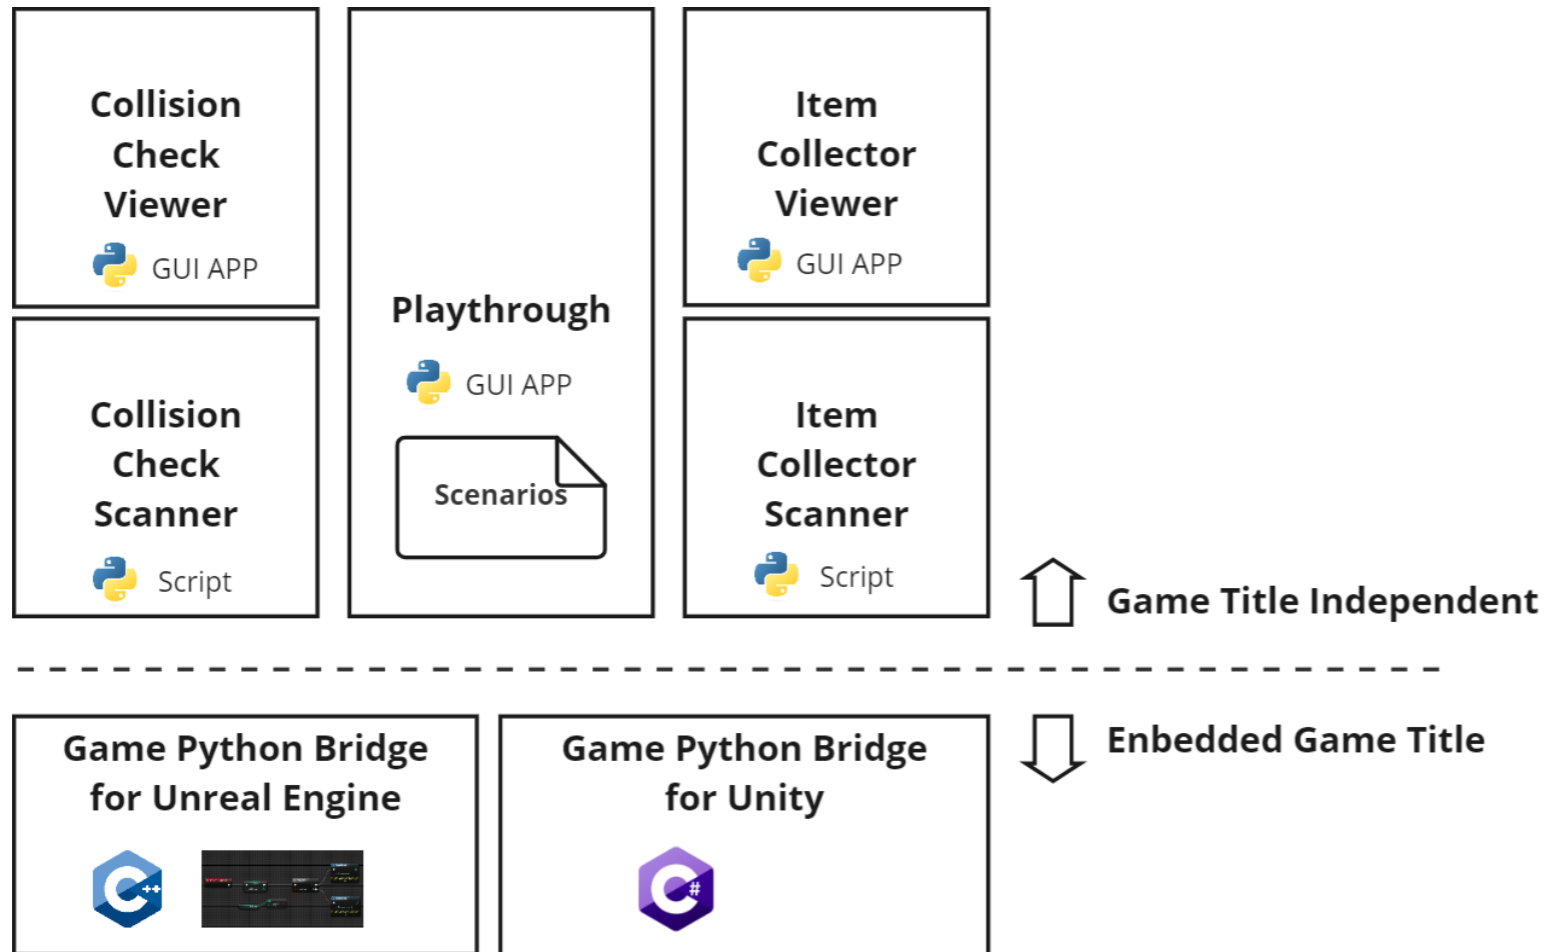 Collision
Check
Viewer
GUI APP
Playthrough
GUI APP
Scenarios
Item
Collector
Viewer
GUI APP
Collision
Check
Scanner
Script
Item
Collector
Scanner
Script
Game Title Independent
Game Python Bridge
for Unreal Engine
C++
Game Python Bridge
for Unity
C#
Enbedded Game Title